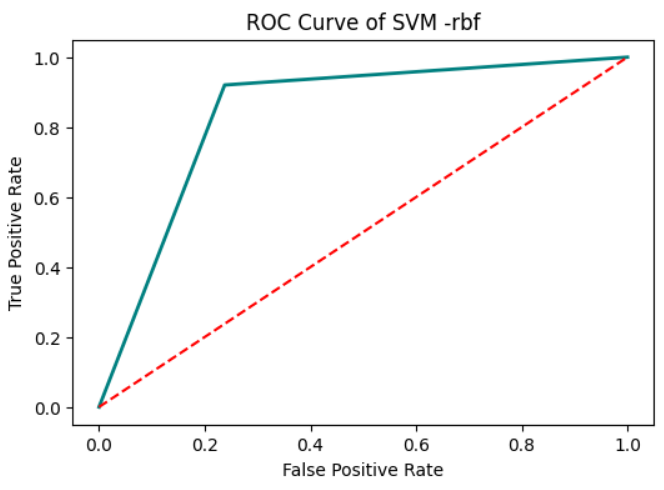 ROC Curve of SVM -rbf
1.0
0.8
0.6
0.4
0.2
0.0
True Positive Rate
0.0 0.2 0.4 0.6 0.8 1.0
False Positive Rate